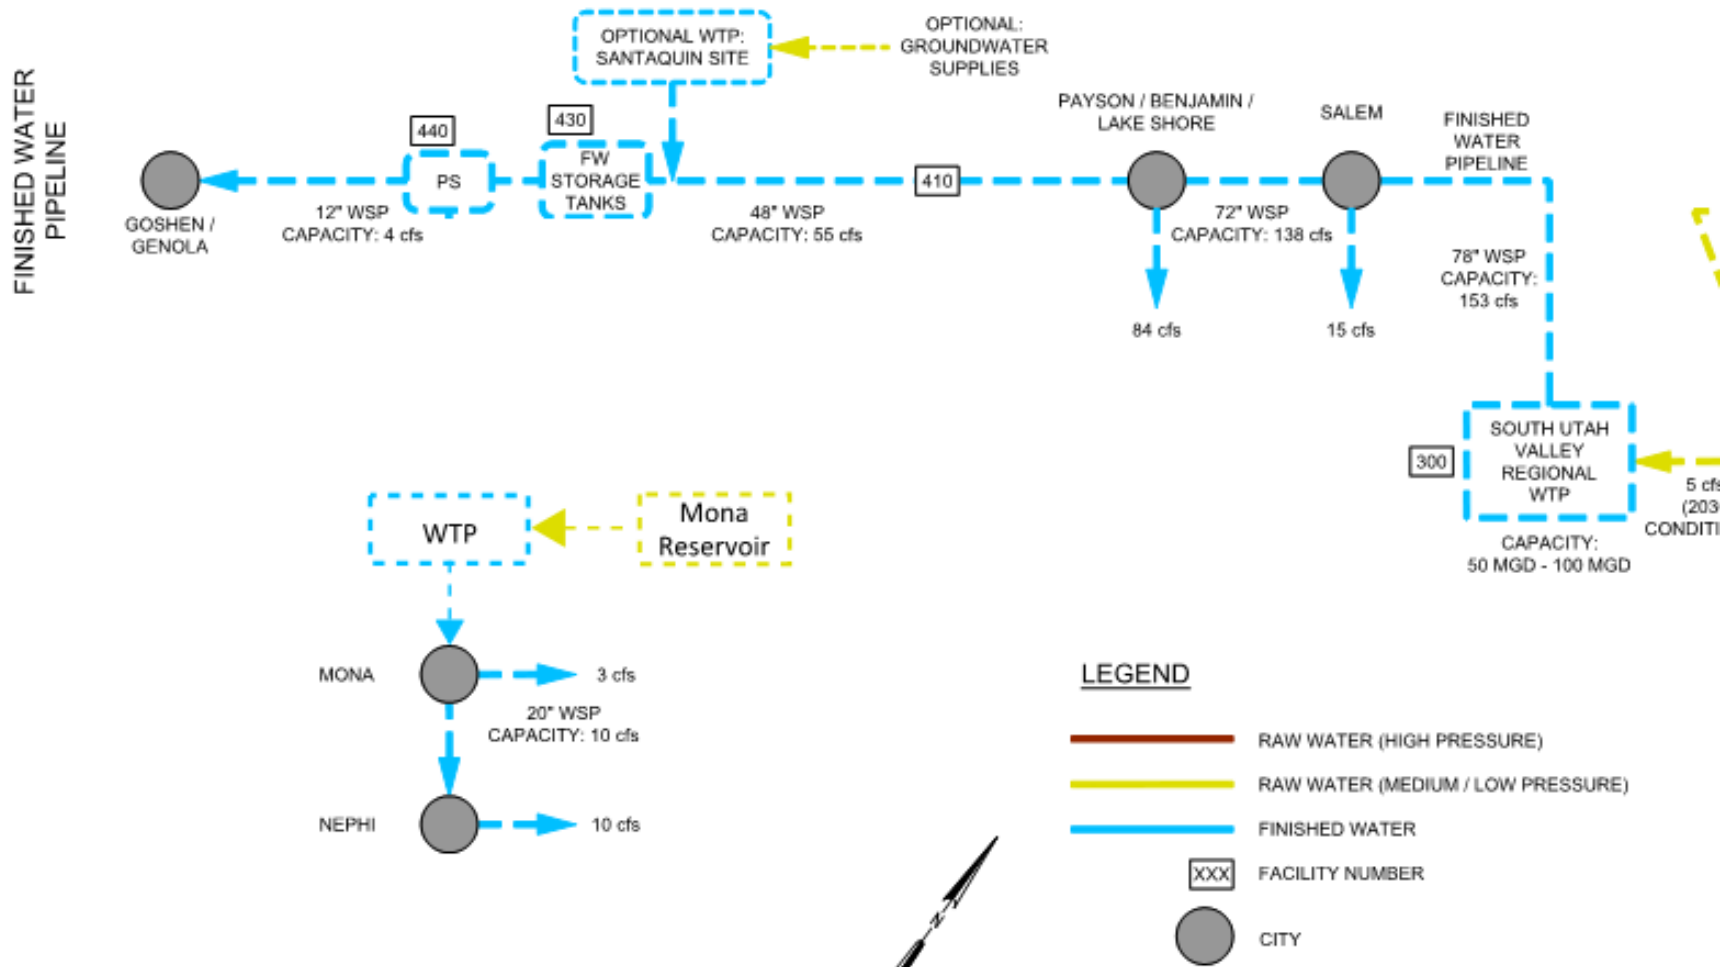 FINISHED WATER
PIPELINE
OPTIONAL WTP:
SANTAQUIN SITE
OPTIONAL:
GROUNDWATER
SUPPLIES
440
430
PS
FW
STORAGE
TANKS
410
GOSHEN /
GENOLA
12" WSP
CAPACITY: 4 cfs
48" WSP
CAPACITY: 55 cfs
PAYSON / BENJAMIN /
LAKE SHORE
SALEM
FINISHED
WATER
PIPELINE
72" WSP
CAPACITY: 138 cfs
78" WSP
CAPACITY:
153 cfs
84 cfs
15 cfs
300
SOUTH UTAH
VALLEY
REGIONAL
WTP
CAPACITY:
50 MGD - 100 MGD
5 cfs
(203
CONDITI
WTP
Mona
Reservoir
MONA
3 cfs
20" WSP
CAPACITY: 10 cfs
NEPHI
10 cfs
LEGEND
RAW WATER (HIGH PRESSURE)
RAW WATER (MEDIUM / LOW PRESSURE)
FINISHED WATER
XXX
FACILITY NUMBER
CITY
N